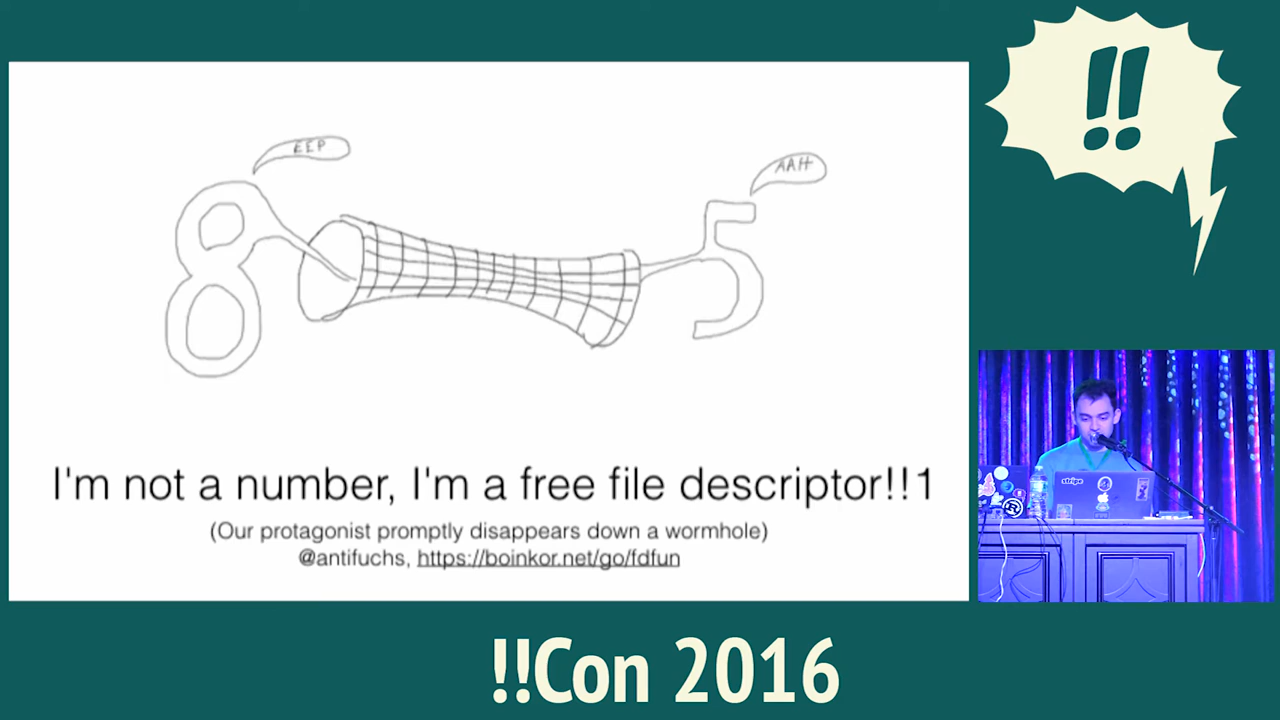 !!
EEP
AAH
I'm not a number, I'm a free file descriptor!!1
(Our protagonist promptly disappears down a wormhole)
@antifuchs, https://boinkor.net/go/fdfun
stripe
!!Con 2016